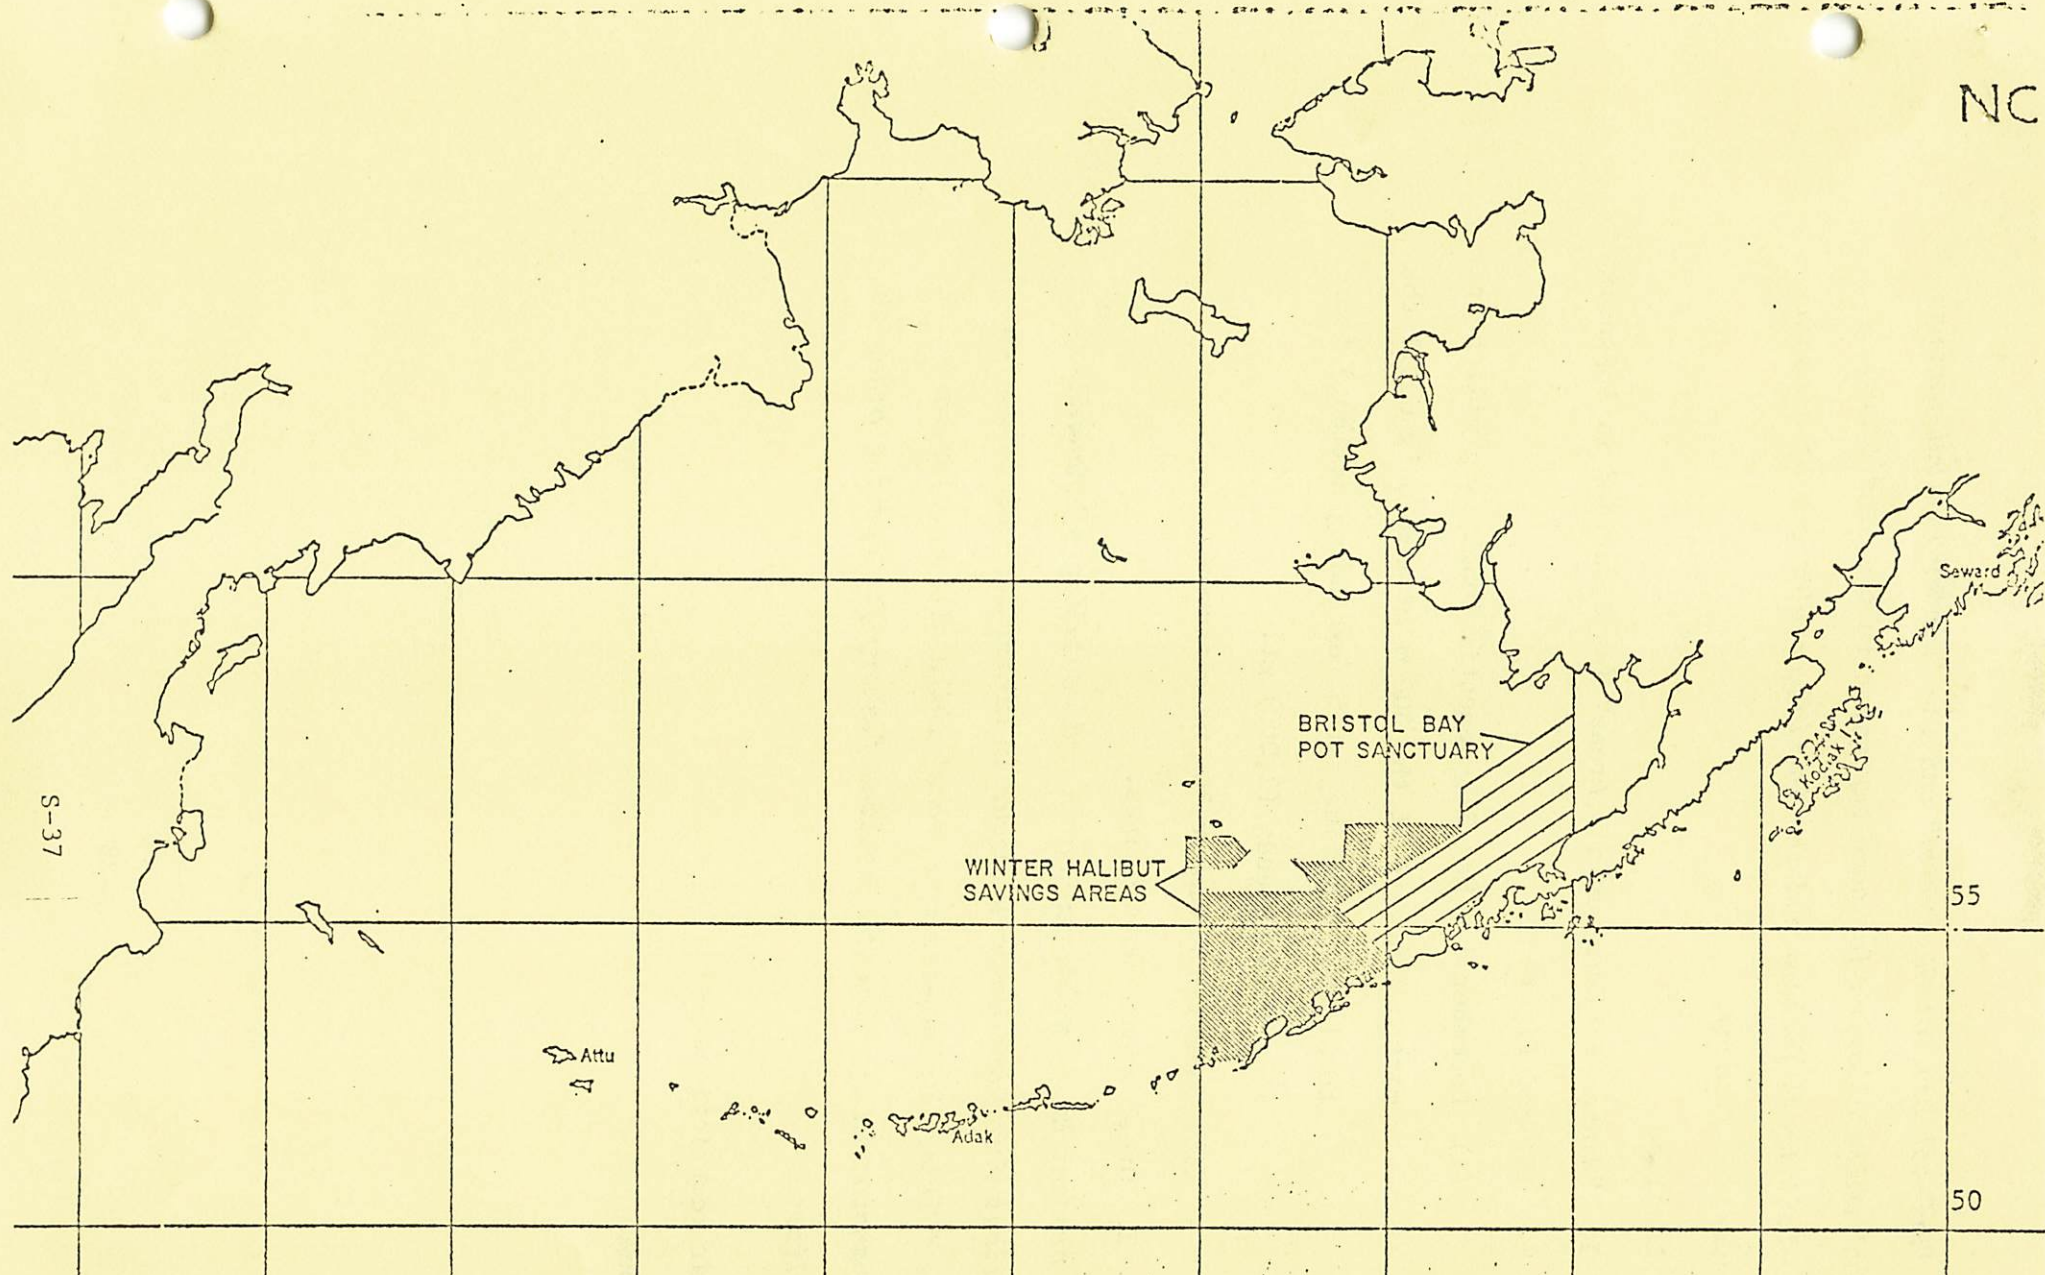 NC
Seward
BRISTOL BAY
POT SANCTUARY
Kodiak I
S-37
WINTER HALIBUT
SAVINGS AREAS
55
Attu
Adak
50